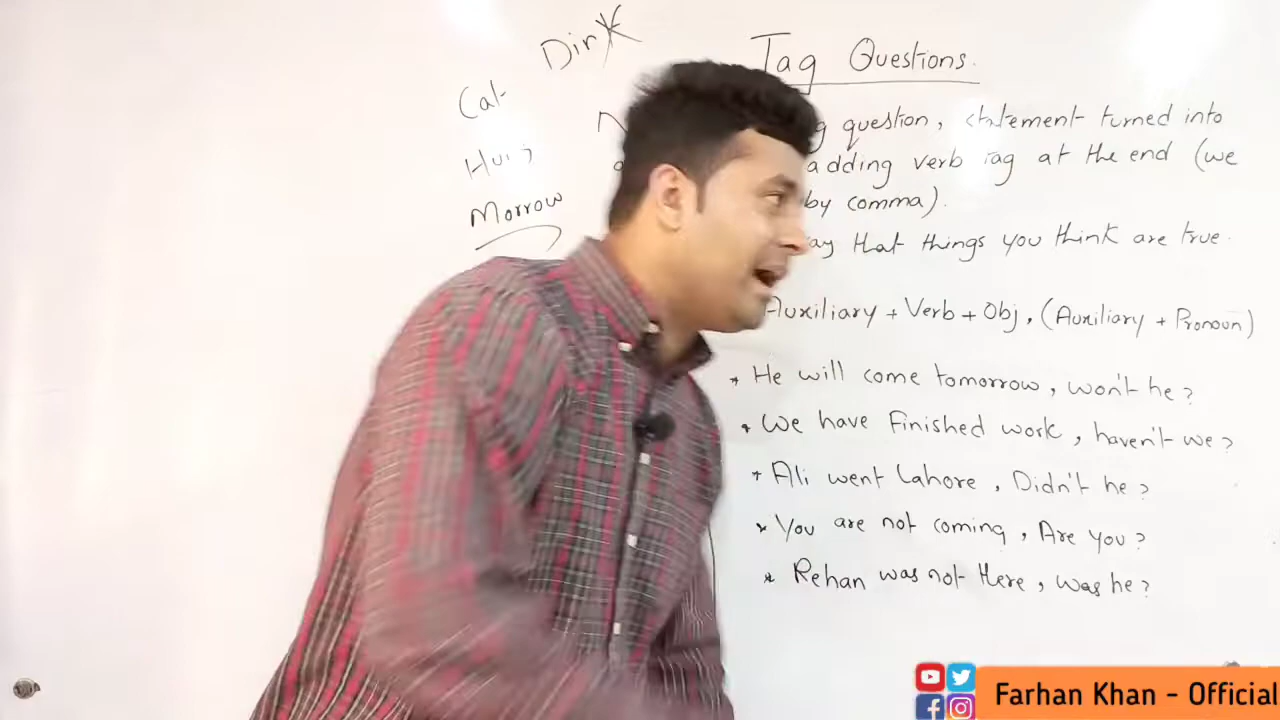 Tag Questions.
question, statement turned into
adding verb tag at the end (we
by comma).
that things you think are true.
Auxiliary + Verb + Obj, (Auxiliary + Pronoun)
* He will come tomorrow, won't he?
* We have Finished work, haven't we?
* Ali went Lahore, Didn't he?
* You are not coming, Are you?
* Rehan was not there, was he?
Morrow
Farhan Khan - Official